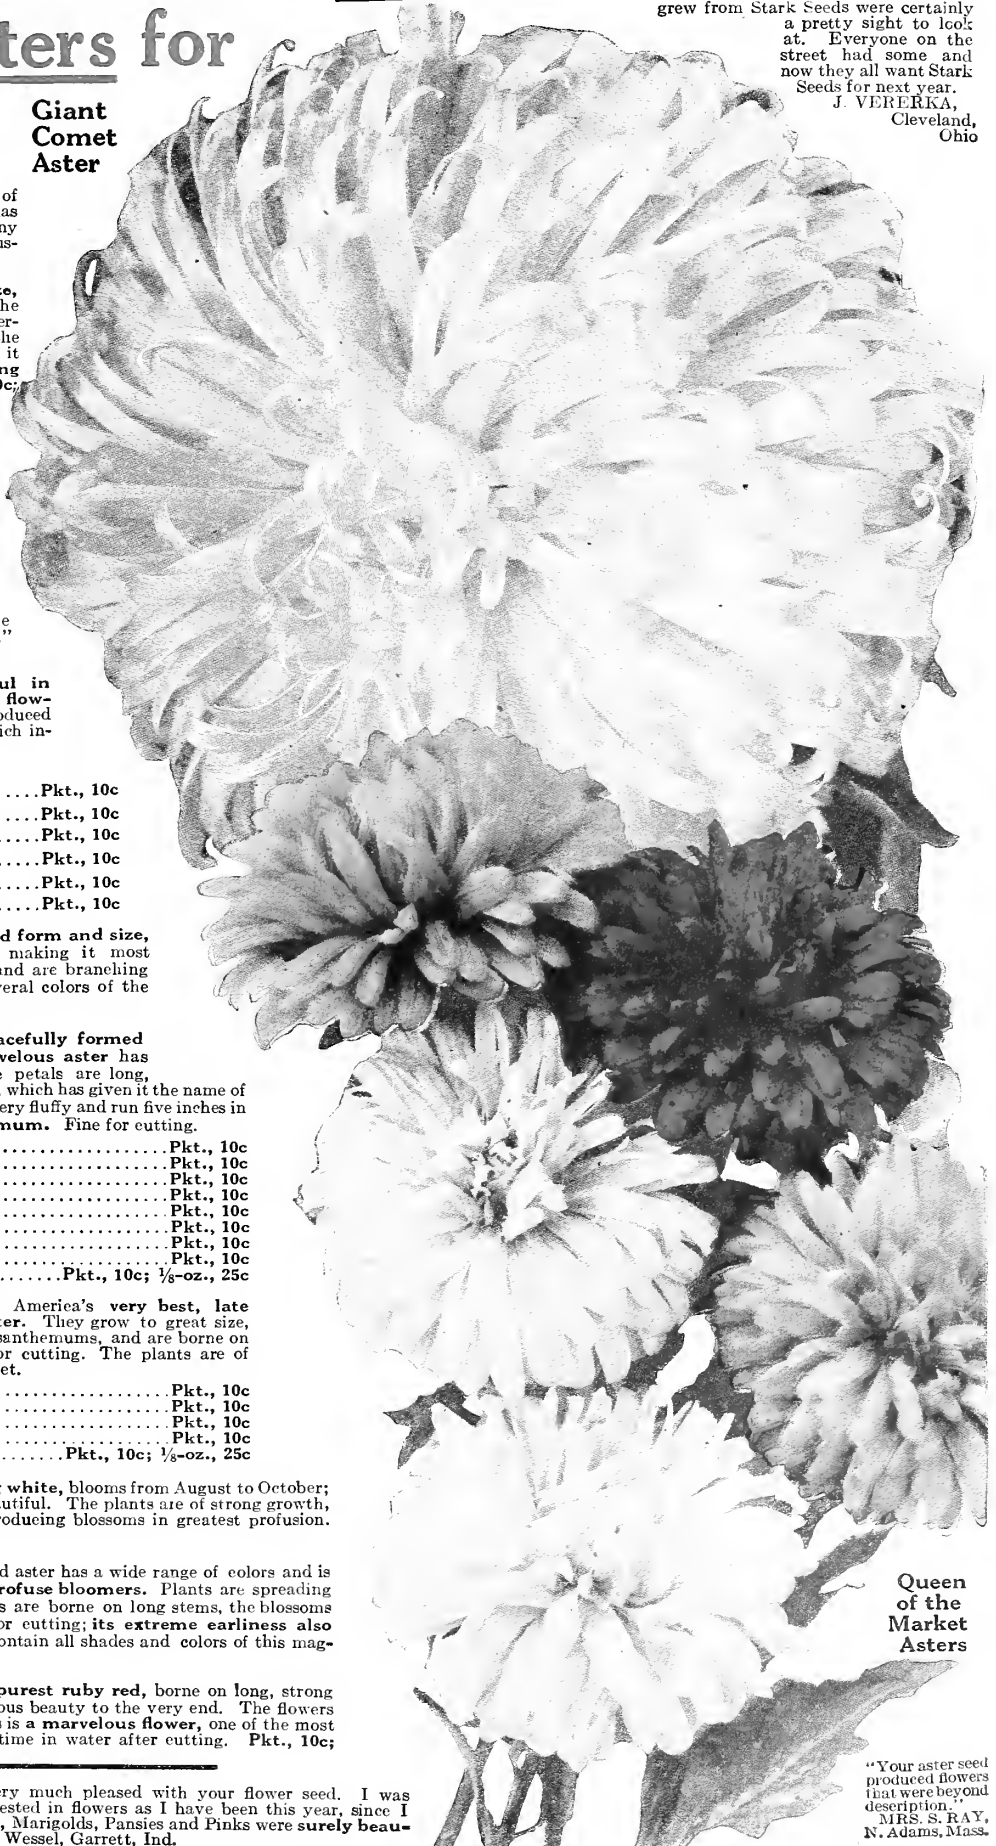 ters for
Giant
Comet
Aster
grew from Stark Seeds were certainly
a pretty sight to look
at. Everyone on the
street had some and
now they all want Stark
Seeds for next year.
J. VERERKA,
Cleveland,
Ohio
of
as
ny
us-
te,
he
er-
he
it
ng
0c;
e
”
ul in
flow-
oduced
ich in-
....Pkt., 10c
....Pkt., 10c
....Pkt., 10c
....Pkt., 10c
....Pkt., 10c
....Pkt., 10c
d form and size,
making it most
and are branching
veral colors of the
acefully formed
velous aster has
e petals are long,
, which has given it the name of
ery fluffy and run five inches in
mum. Fine for cutting.
..................Pkt., 10c
..................Pkt., 10c
..................Pkt., 10c
..................Pkt., 10c
..................Pkt., 10c
..................Pkt., 10c
..................Pkt., 10c
..................Pkt., 10c
.......Pkt., 10c; ⅛-oz., 25c
America's very best, late
ter. They grow to great size,
santhemums, and are borne on
or cutting. The plants are of
et.
..................Pkt., 10c
..................Pkt., 10c
..................Pkt., 10c
..................Pkt., 10c
.......Pkt., 10c; ⅛-oz., 25c
g white, blooms from August to October;
autiful. The plants are of strong growth,
roducing blossoms in greatest profusion.
d aster has a wide range of colors and is
rofuse bloomers. Plants are spreading
s are borne on long stems, the blossoms
or cutting; its extreme earliness also
ontain all shades and colors of this mag-
purest ruby red, borne on long, strong
ous beauty to the very end. The flowers
s is a marvelous flower, one of the most
time in water after cutting. Pkt., 10c;
ery much pleased with your flower seed. I was
ested in flowers as I have been this year, since I
, Marigolds, Pansies and Pinks were surely beau-
Wessel, Garrett, Ind.
Queen
of the
Market
Asters
“Your aster seed
produced flowers
that were beyond
description.”
MRS. S. RAY,
N. Adams, Mass.